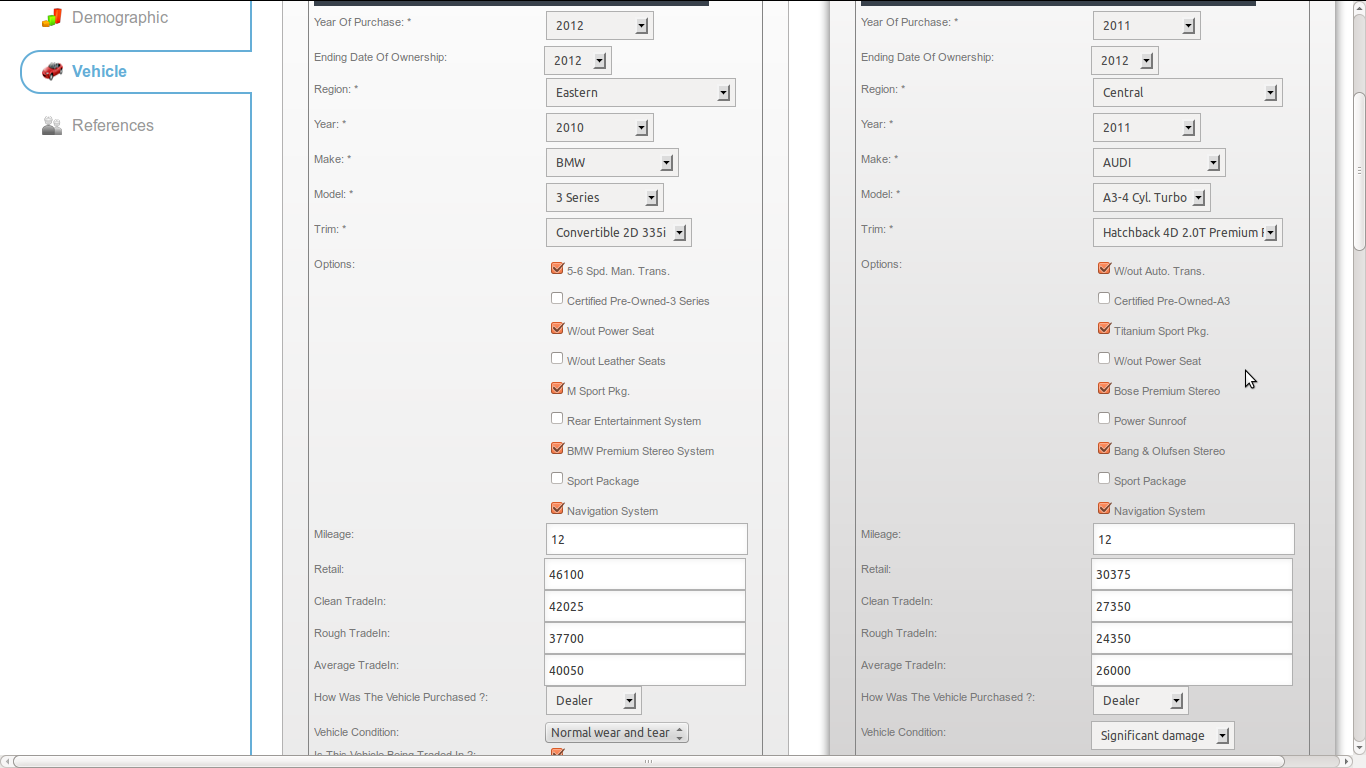 Demographic
Vehicle
References
Year Of Purchase: * 2012
Ending Date Of Ownership: 2012
Region: * Eastern
Year: * 2010
Make: * BMW
Model: * 3 Series
Trim: * Convertible 2D 335i
Options: 5-6 Spd. Man. Trans.
Certified Pre-Owned-3 Series
W/out Power Seat
W/out Leather Seats
M Sport Pkg.
Rear Entertainment System
BMW Premium Stereo System
Sport Package
Navigation System
Mileage: 12
Retail: 46100
Clean TradeIn: 42025
Rough TradeIn: 37700
Average TradeIn: 40050
How Was The Vehicle Purchased ?: Dealer
Vehicle Condition: Normal wear and tear
Is This Vehicle Being Traded In ?:
Year Of Purchase: * 2011
Ending Date Of Ownership: 2012
Region: * Central
Year: * 2011
Make: * AUDI
Model: * A3-4 Cyl. Turbo
Trim: * Hatchback 4D 2.0T Premium
Options: W/out Auto. Trans.
Certified Pre-Owned-A3
Titanium Sport Pkg.
W/out Power Seat
Bose Premium Stereo
Power Sunroof
Bang & Olufsen Stereo
Sport Package
Navigation System
Mileage: 12
Retail: 30375
Clean TradeIn: 27350
Rough TradeIn: 24350
Average TradeIn: 26000
How Was The Vehicle Purchased ?: Dealer
Vehicle Condition: Significant damage